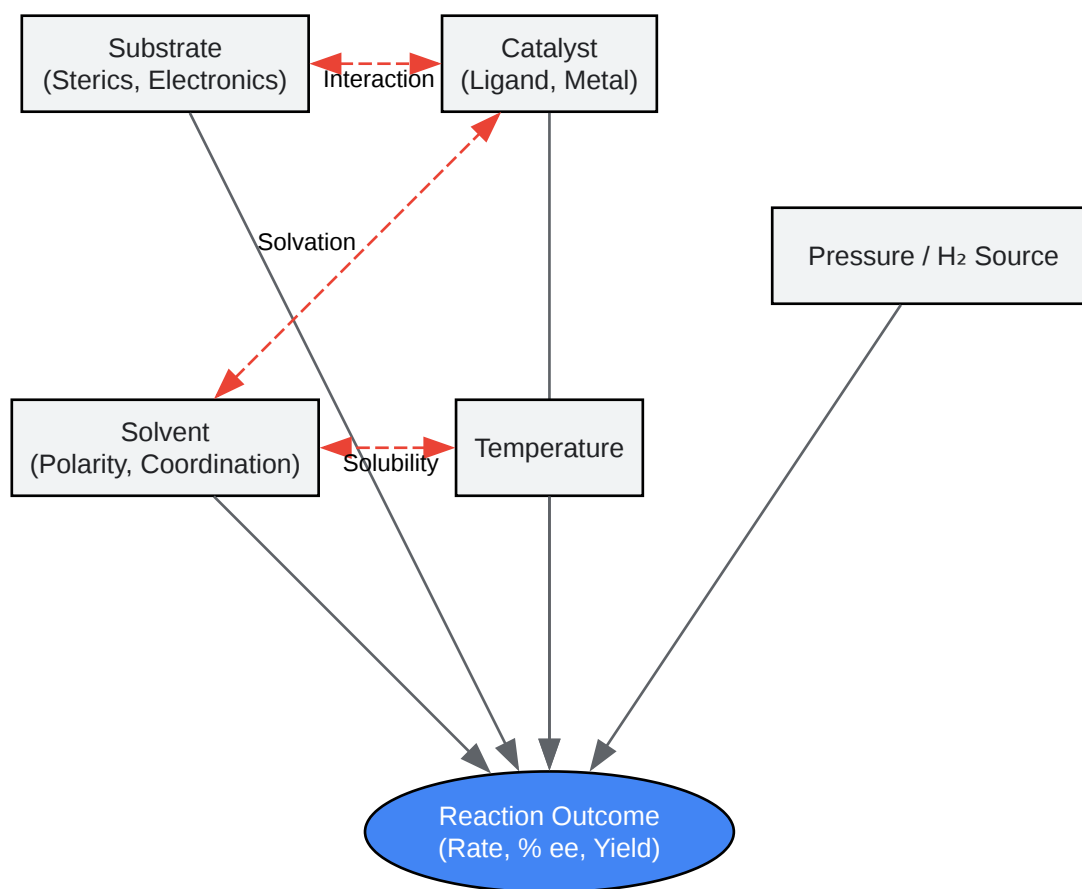 Substrate
(Sterics, Electronics)
Interaction
Catalyst
(Ligand, Metal)
Solvation
Pressure / H₂ Source
Solvent
(Polarity, Coordination)
Solubility
Temperature
Reaction Outcome
(Rate, % ee, Yield)